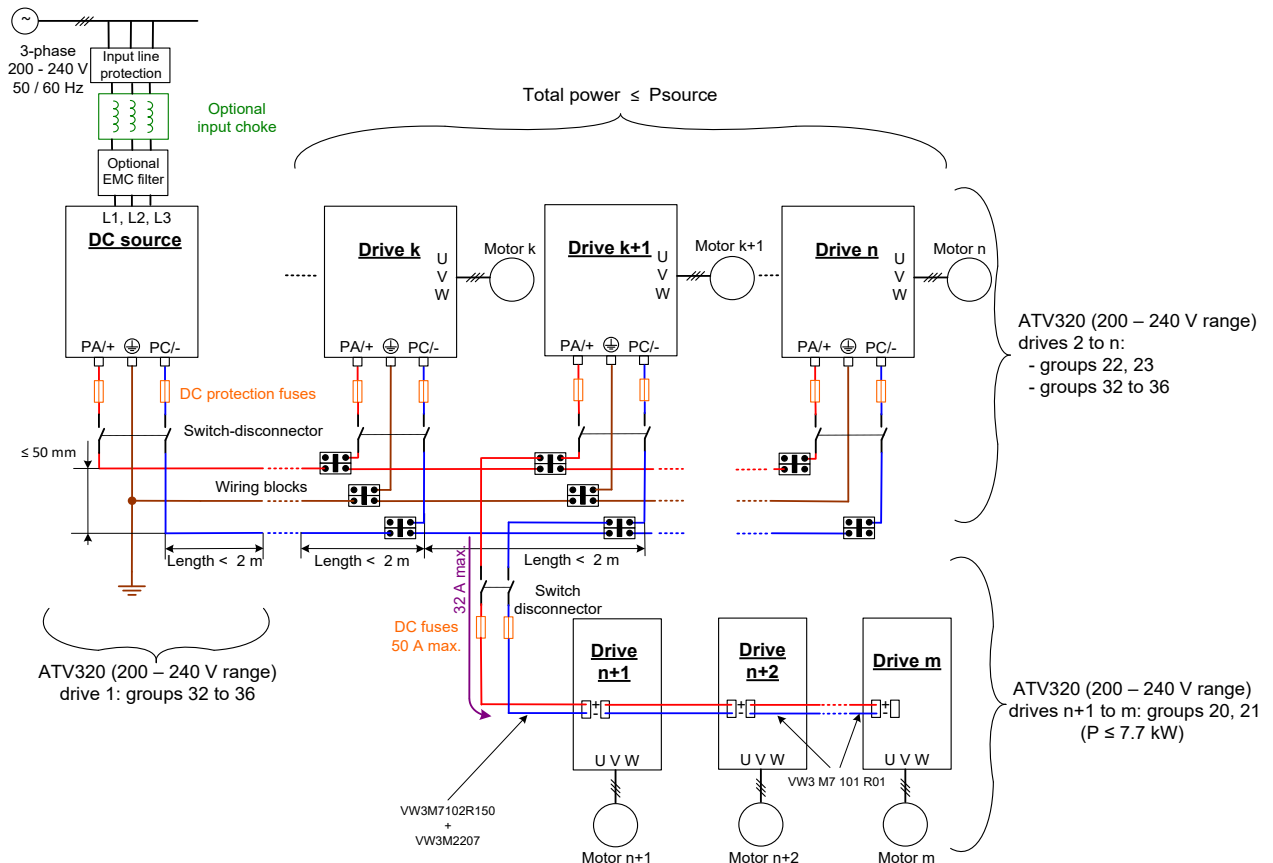 ~
3-phase
200 - 240 V
50 / 60 Hz
Input line
protection
Optional
input choke
Optional
EMC filter
Total power ≤ Psource
L1, L2, L3
DC source
PA/+
PC/-
Drive k
U
V
W
Motor k
PA/+
PC/-
Drive k+1
U
V
W
Motor k+1
PA/+
PC/-
Drive n
U
V
W
Motor n
PA/+
PC/-
ATV320 (200 – 240 V range)
drives 2 to n:
- groups 22, 23
- groups 32 to 36
DC protection fuses
Switch-disconnector
≤ 50 mm
Wiring blocks
Length < 2 m
Length < 2 m
Length < 2 m
32 A max.
Switch
disconnector
DC fuses
50 A max.
ATV320 (200 – 240 V range)
drive 1: groups 32 to 36
Drive
n+1
+
-
U V W
Motor n+1
Drive
n+2
+
-
U V W
Motor n+2
Drive m
+
-
U V W
Motor m
VW3M7102R150
+
VW3M2207
VW3 M7 101 R01
ATV320 (200 – 240 V range)
drives n+1 to m: groups 20, 21
(P ≤ 7.7 kW)